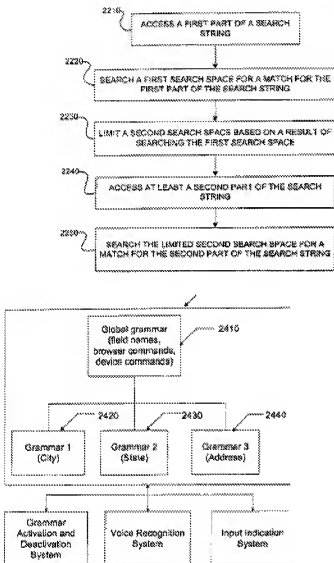 2210
ACCESS A FIRST PART OF A SEARCH
STRING
2220
SEARCH A FIRST SEARCH SPACE FOR A MATCH FOR THE
FIRST PART OF THE SEARCH STRING
2230
LIMIT A SECOND SEARCH SPACE BASED ON A RESULT OF
SEARCHING THE FIRST SEARCH SPACE
2240
ACCESS AT LEAST A SECOND PART OF THE SEARCH
STRING
2250
SEARCH THE LIMITED SECOND SEARCH SPACE FOR A
MATCH FOR THE SECOND PART OF THE SEARCH STRING
Global grammar
(field names,
browser commands,
device commands)
2410
2420
2430
2440
Grammar 1
(City)
Grammar 2
(State)
Grammar 3
(Address)
Grammar
Activation and
Deactivation
System
Voice Recognition
System
Input Indication
System